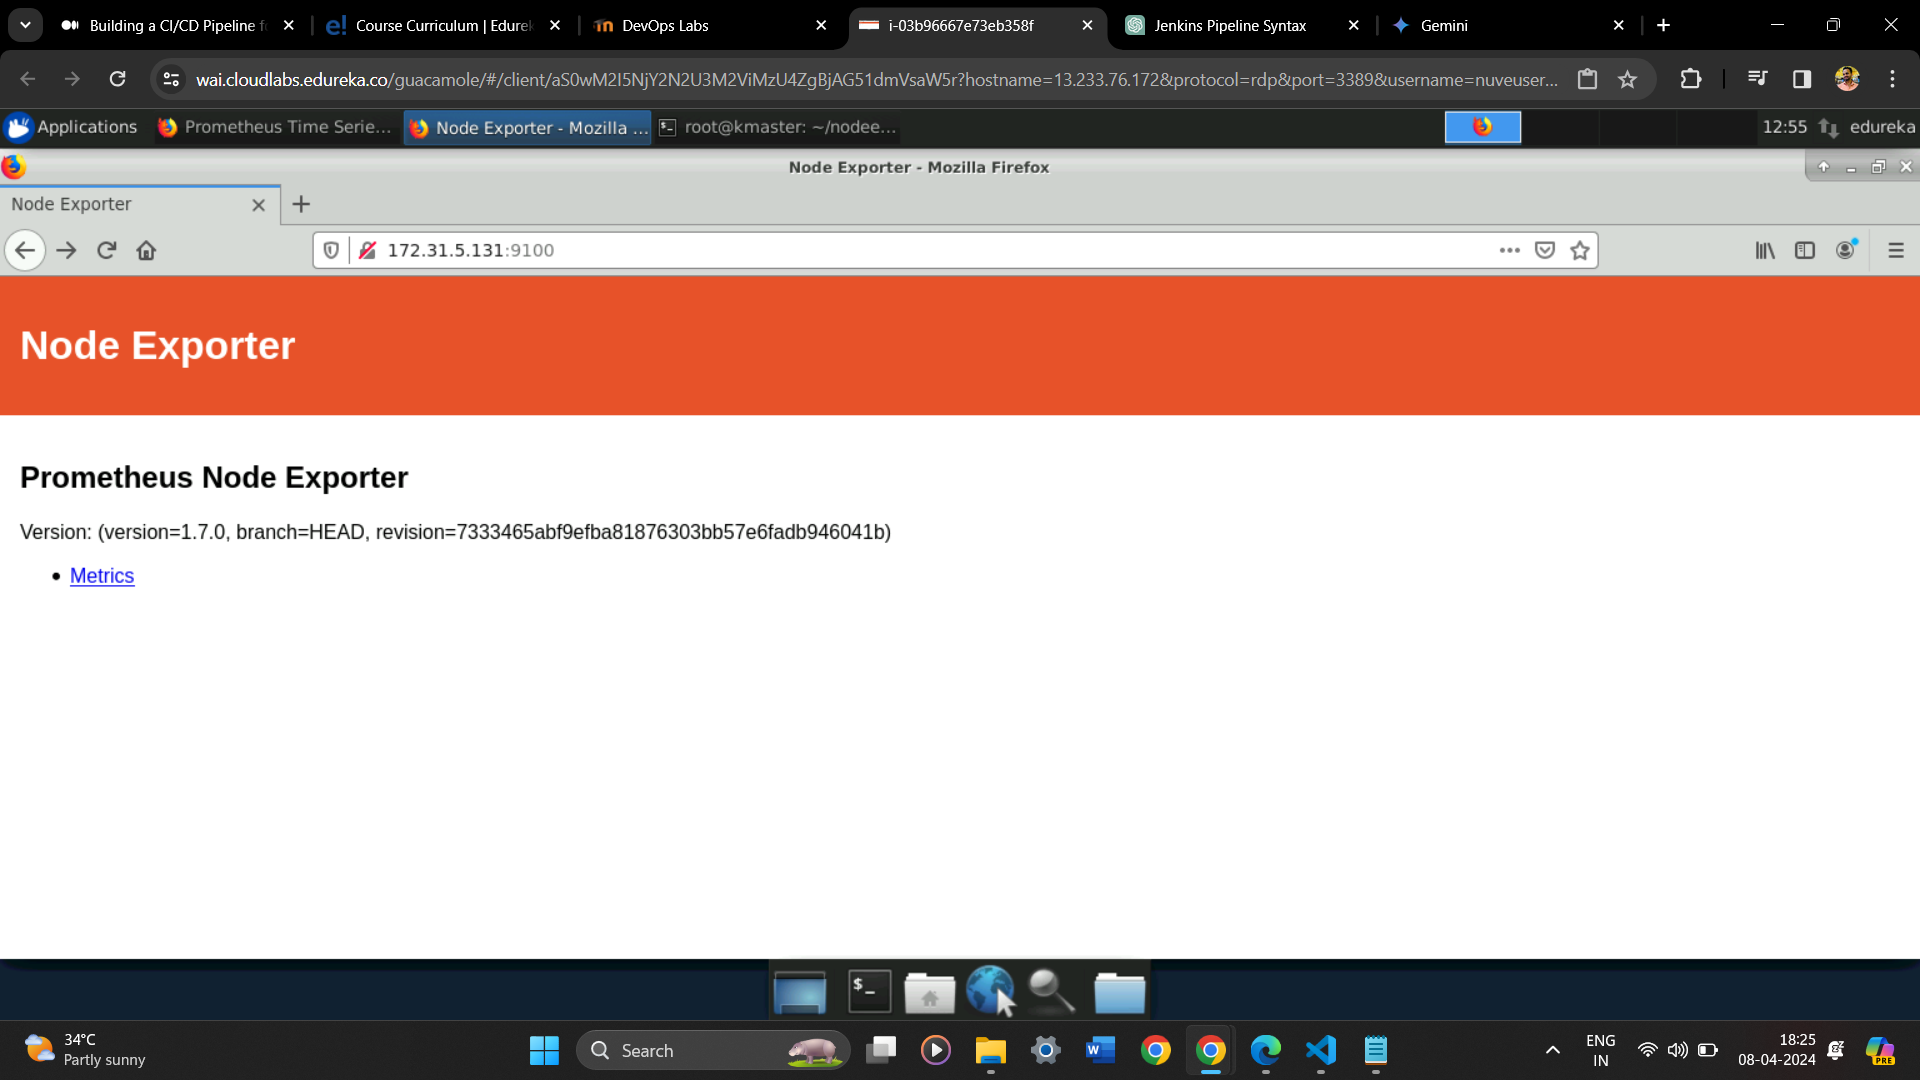 Building a CI/CD Pipeline f
Course Curriculum | Edurek
DevOps Labs
i-03b96667e73eb358f
Jenkins Pipeline Syntax
Gemini
wai.cloudlabs.edureka.co/guacamole/#/client/aS0wM2I5NjY2N2U3M2ViMzU4ZgBjAG51dmVsaW5r?hostname=13.233.76.172&protocol=rdp&port=3389&username=nuveuser...
Applications
Prometheus Time Serie...
Node Exporter - Mozilla ...
root@kmaster: ~/nodee...
12:55
edureka
Node Exporter - Mozilla Firefox
Node Exporter
172.31.5.131:9100
Node Exporter
Prometheus Node Exporter
Version: (version=1.7.0, branch=HEAD, revision=7333465abf9efba81876303bb57e6fadb946041b)
Metrics
34°C
Partly sunny
Search
ENG
IN
18:25
08-04-2024
PRE